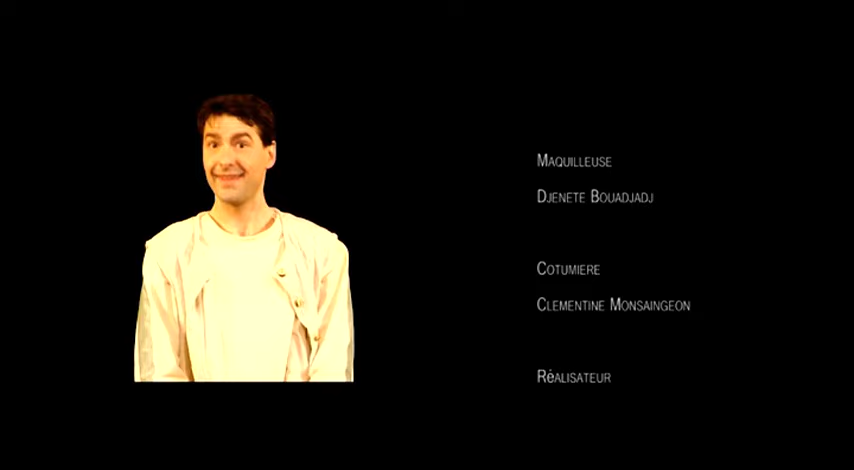 Maquilleuse
Djenete Bouadjadj
Cotumiere
Clementine Monsaingeon
Réalisateur